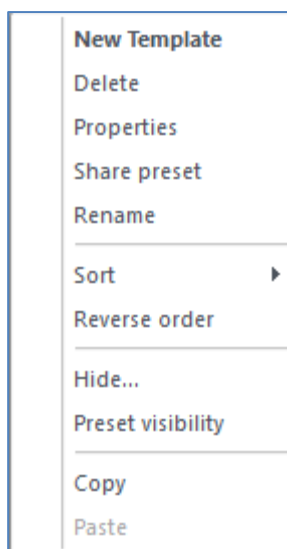 New Template
Delete
Properties
Share preset
Rename
Sort
Reverse order
Hide...
Preset visibility
Copy
Paste